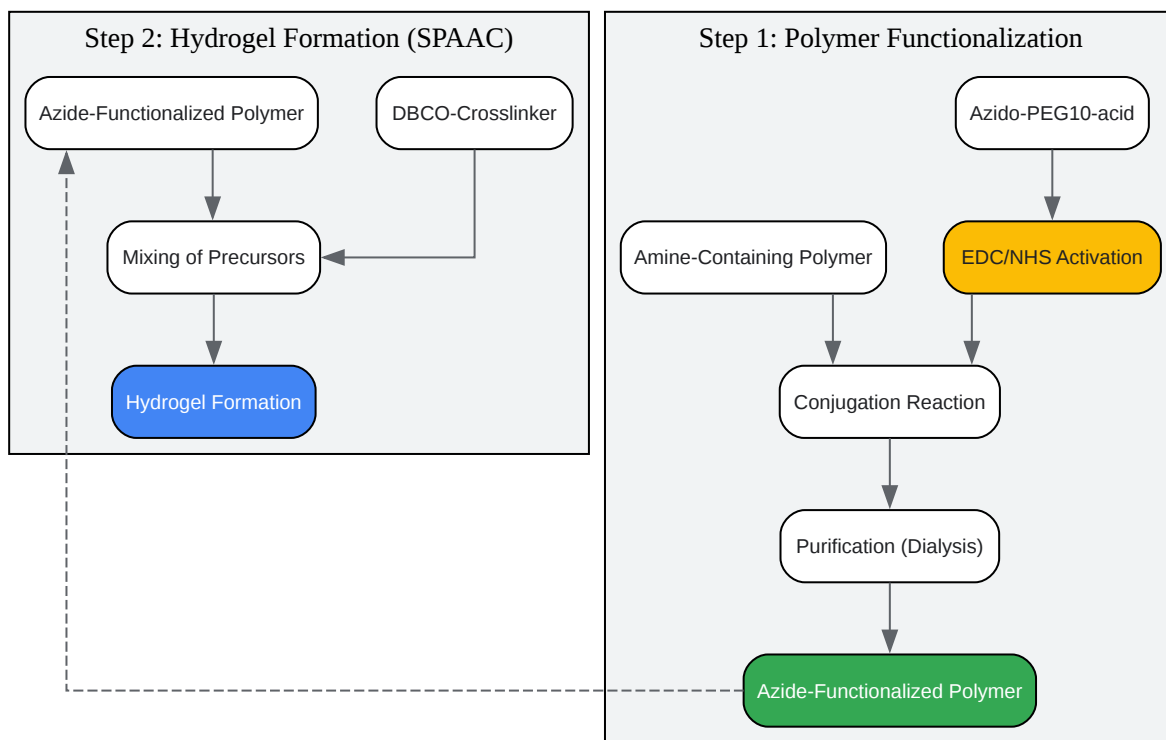 Step 2: Hydrogel Formation (SPAAC)
Azide-Functionalized Polymer
DBCO-Crosslinker
Mixing of Precursors
Hydrogel Formation
Step 1: Polymer Functionalization
Azido-PEG10-acid
Amine-Containing Polymer
EDC/NHS Activation
Conjugation Reaction
Purification (Dialysis)
Azide-Functionalized Polymer